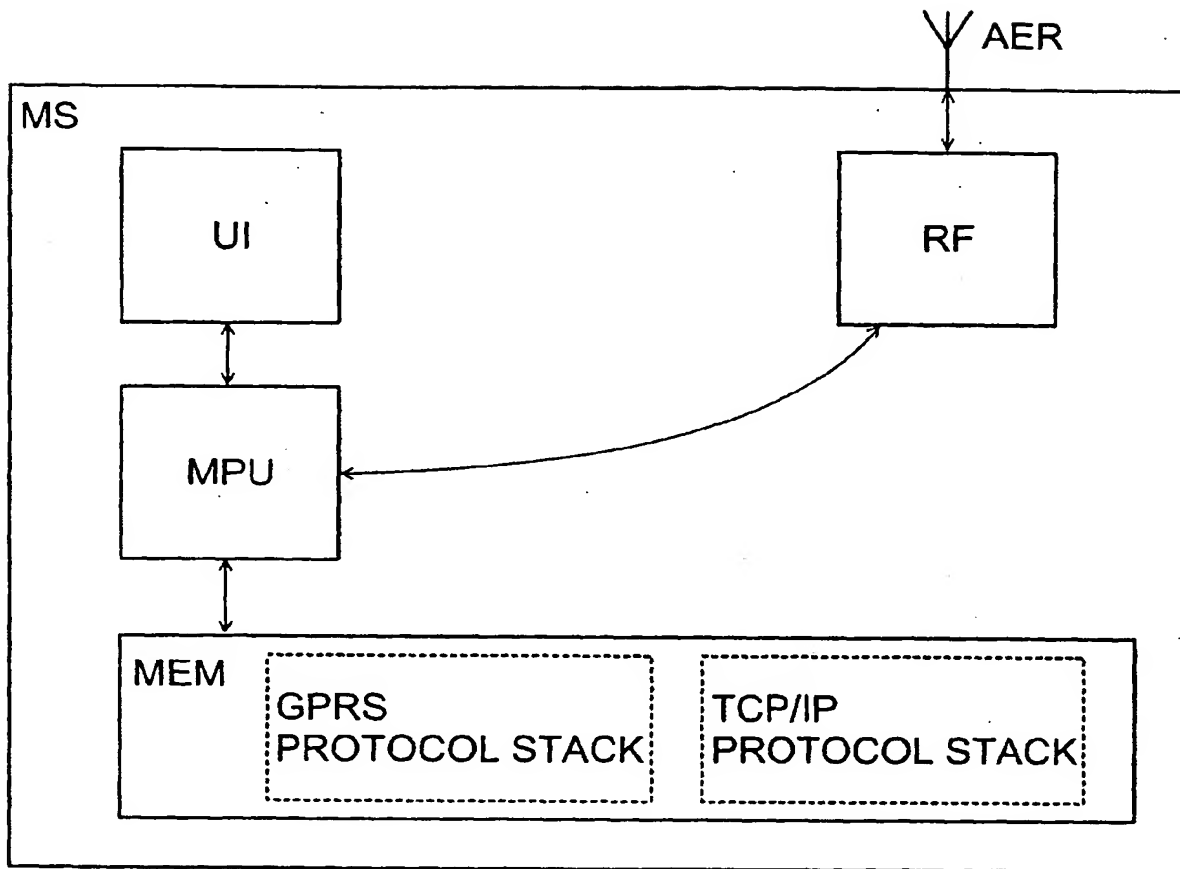 AER
MS
UI
RF
MPU
MEM
GPRS
PROTOCOL STACK
TCP/IP
PROTOCOL STACK